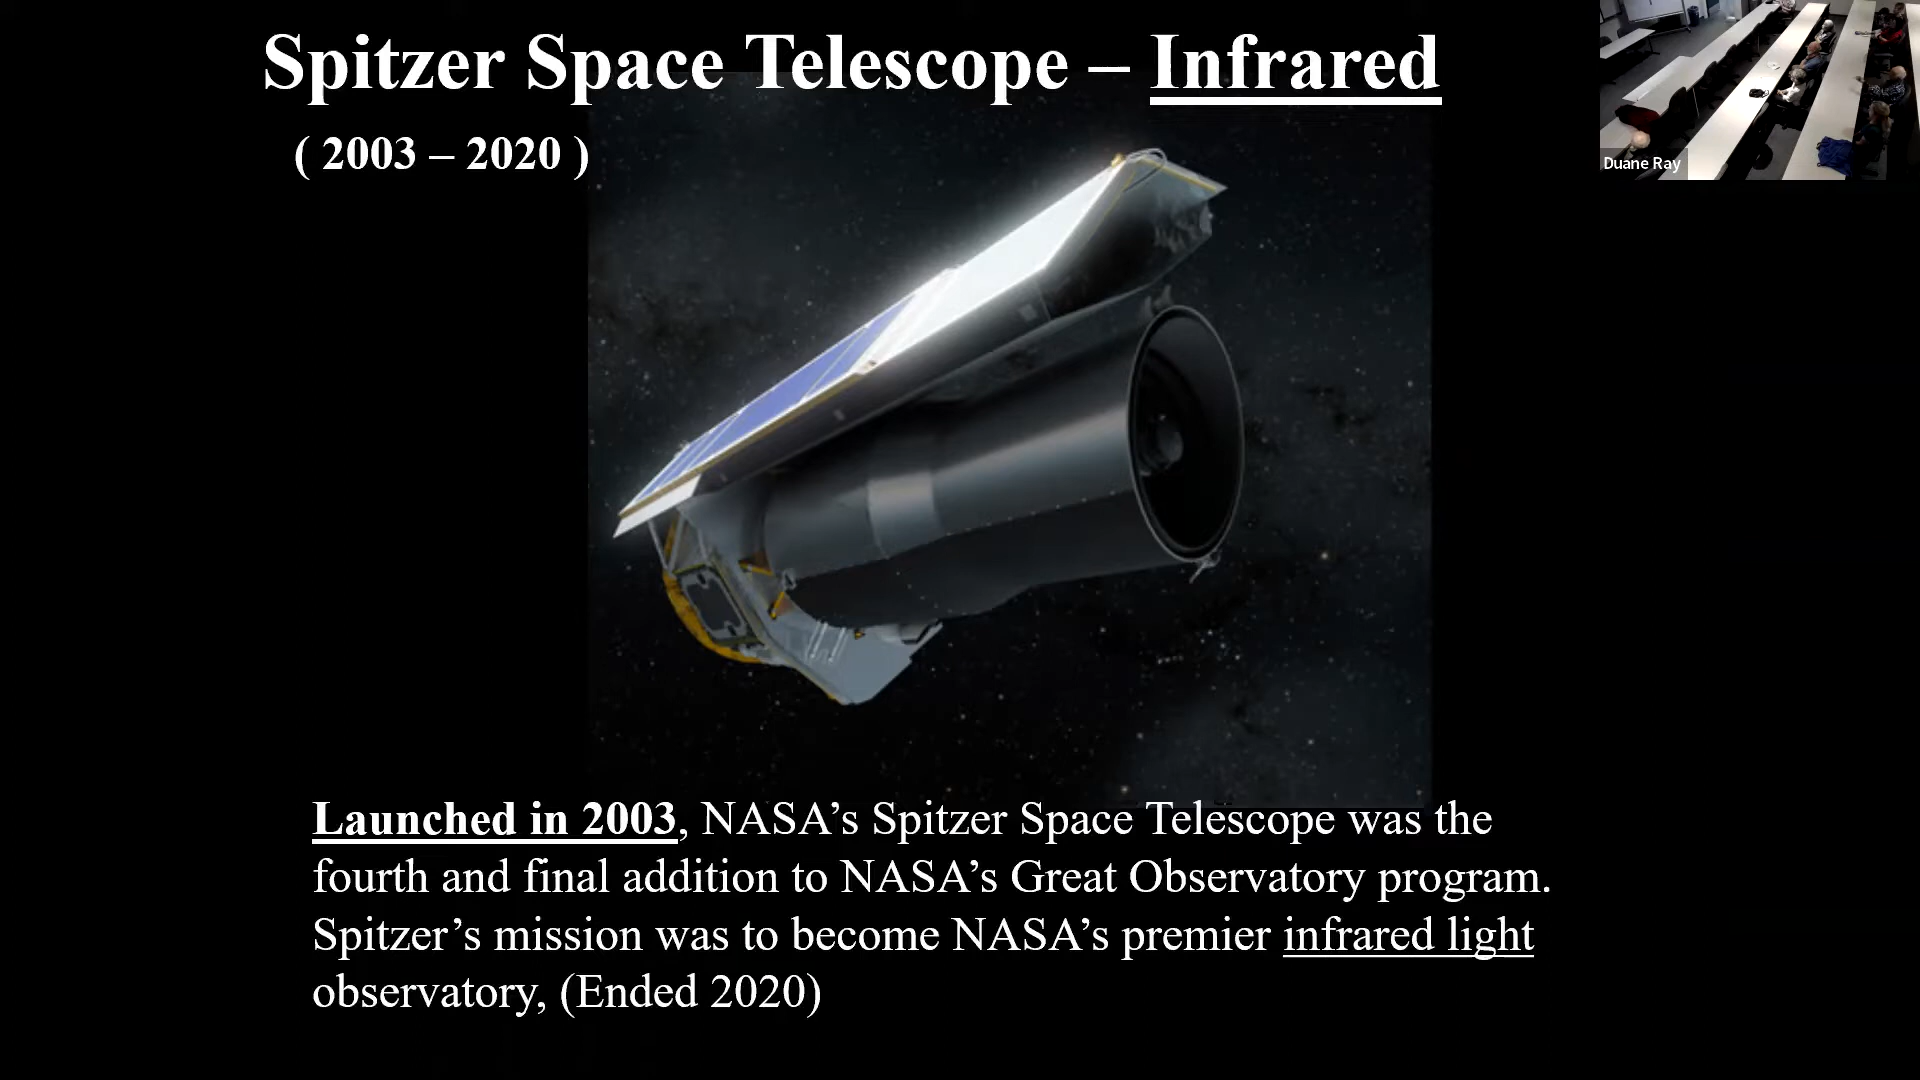 Spitzer Space Telescope – Infrared
( 2003 – 2020 )
Duane Ray
Launched in 2003, NASA’s Spitzer Space Telescope was the
fourth and final addition to NASA’s Great Observatory program.
Spitzer’s mission was to become NASA’s premier infrared light
observatory, (Ended 2020)